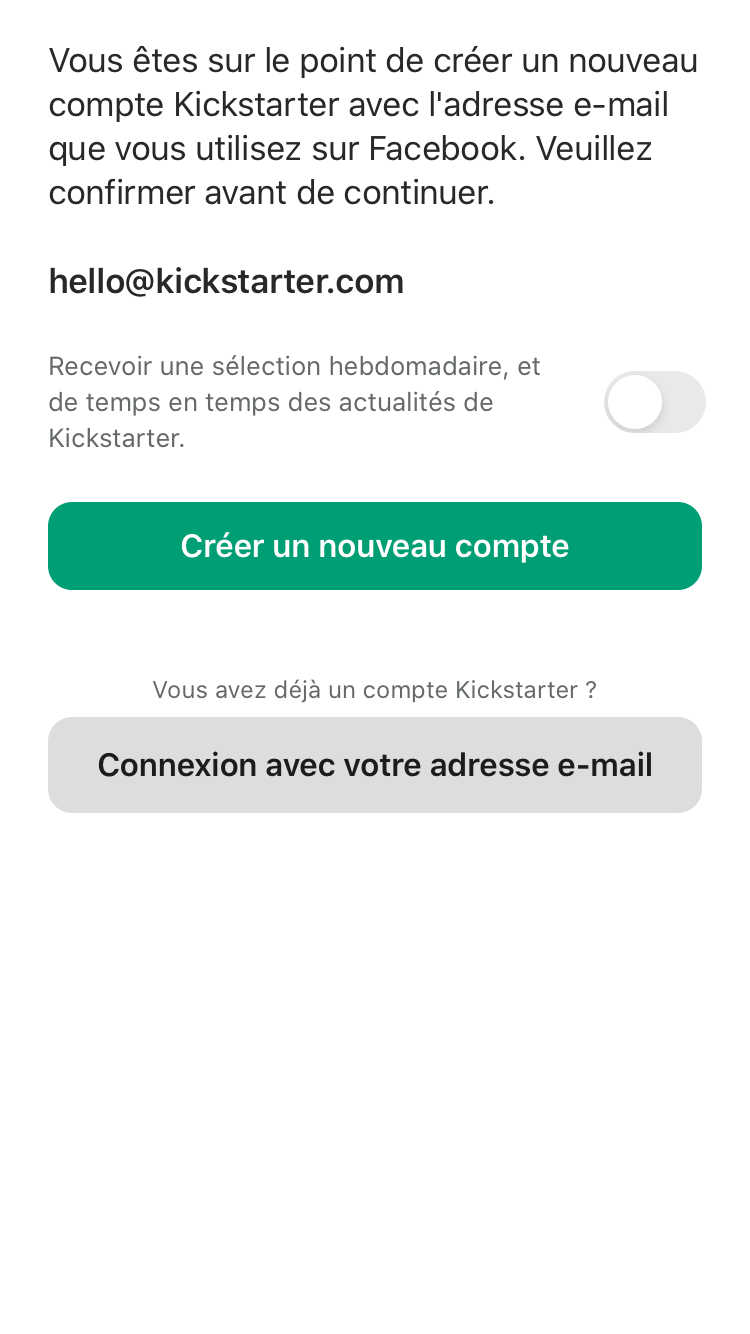 Vous êtes sur le point de créer un nouveau
compte Kickstarter avec l'adresse e-mail
que vous utilisez sur Facebook. Veuillez
confirmer avant de continuer.
hello@kickstarter.com
Recevoir une sélection hebdomadaire, et
de temps en temps des actualités de
Kickstarter.
Créer un nouveau compte
Vous avez déjà un compte Kickstarter ?
Connexion avec votre adresse e-mail